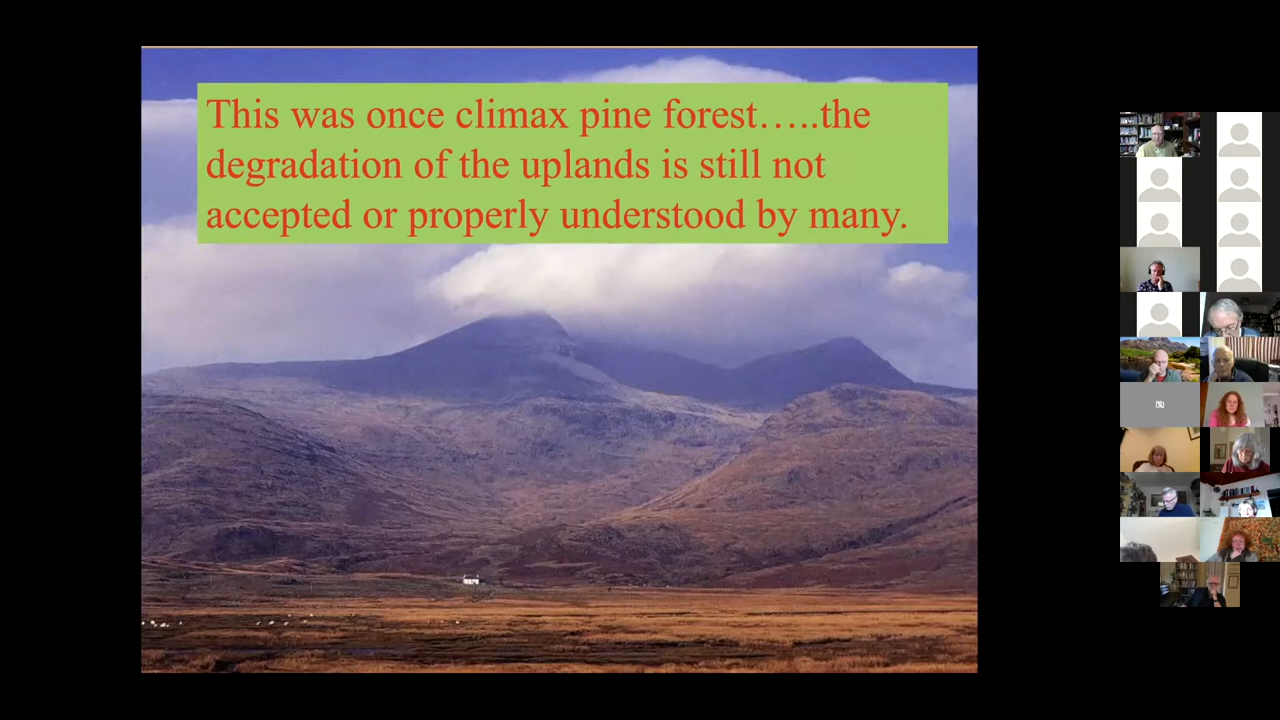 This was once climax pine forest…..the
degradation of the uplands is still not
accepted or properly understood by many.